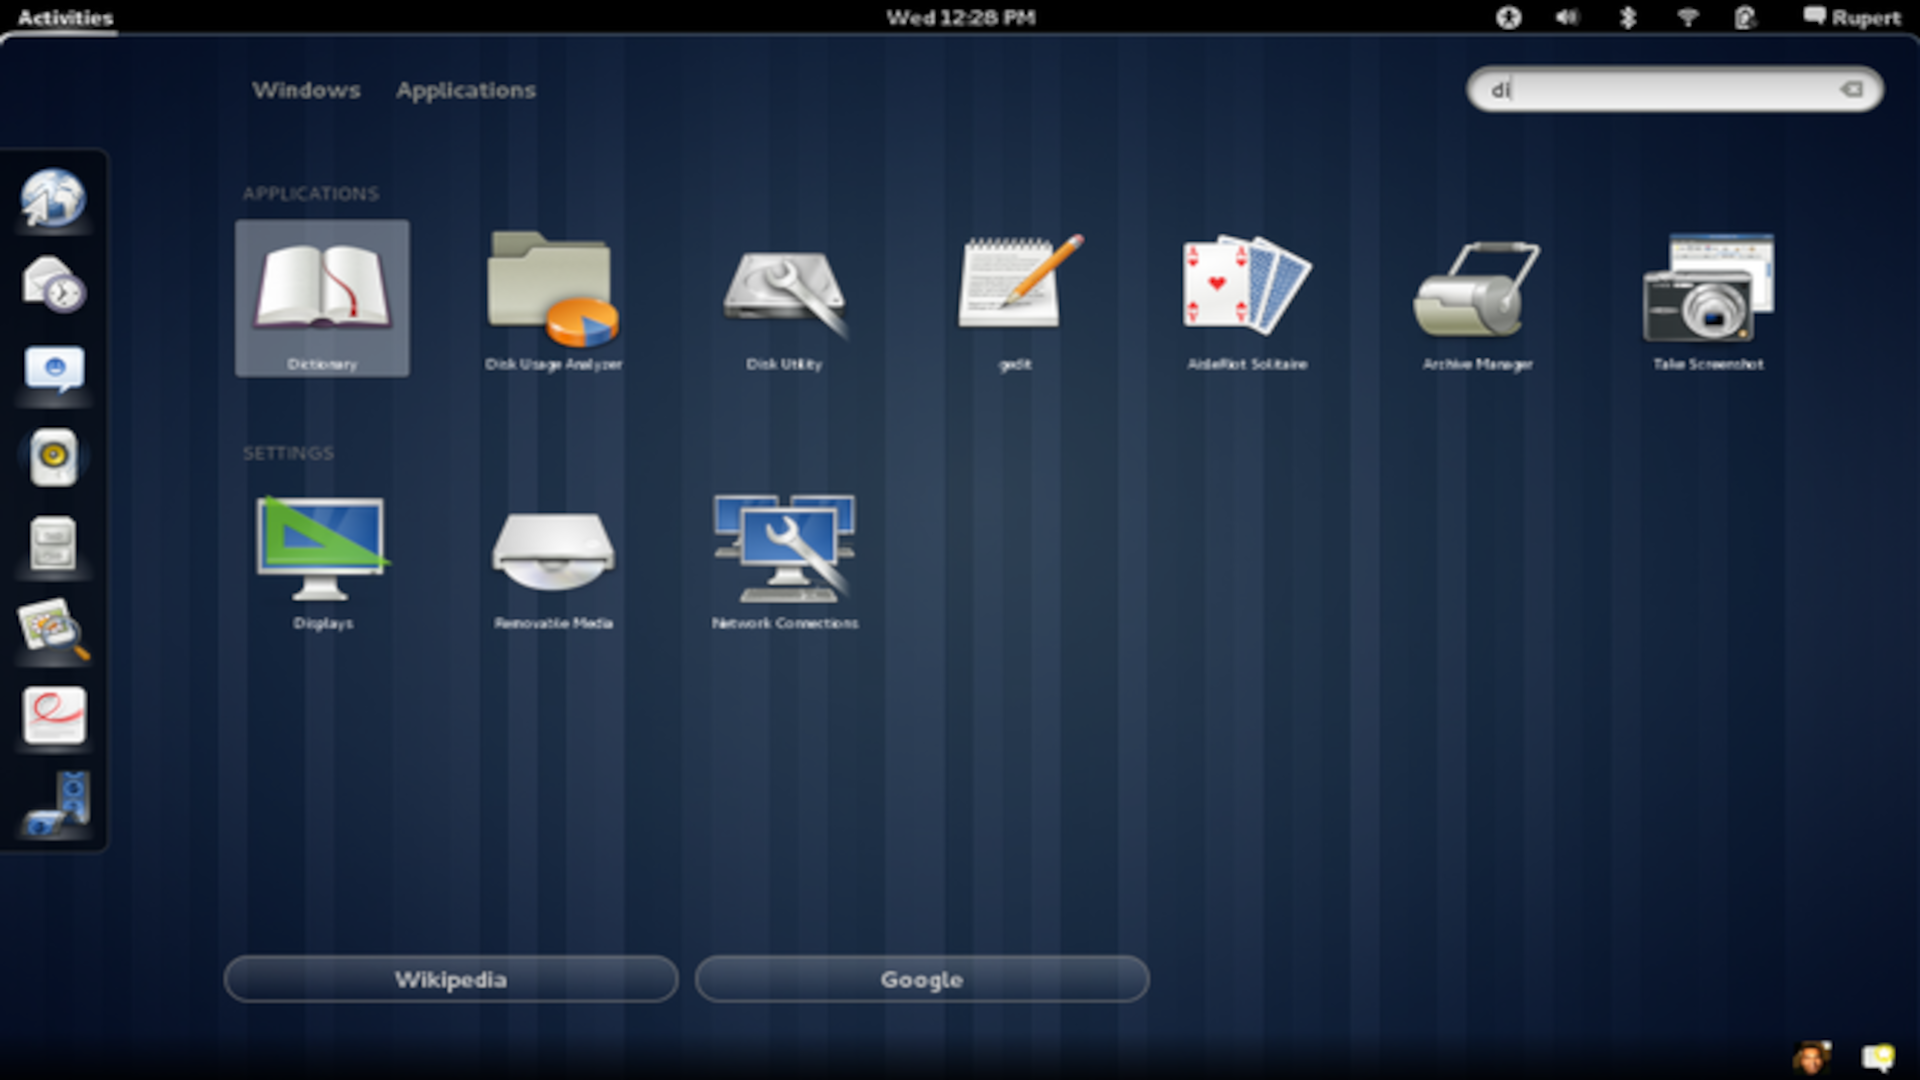 Activities
Wed 12:28 PM
Rupert
Windows Applications
di
APPLICATIONS
Dictionary
Disk Usage Analyzer
Disk Utility
gedit
AisleRiot Solitaire
Archive Manager
Take Screenshot
SETTINGS
Displays
Removable Media
Network Connections
Wikipedia
Google